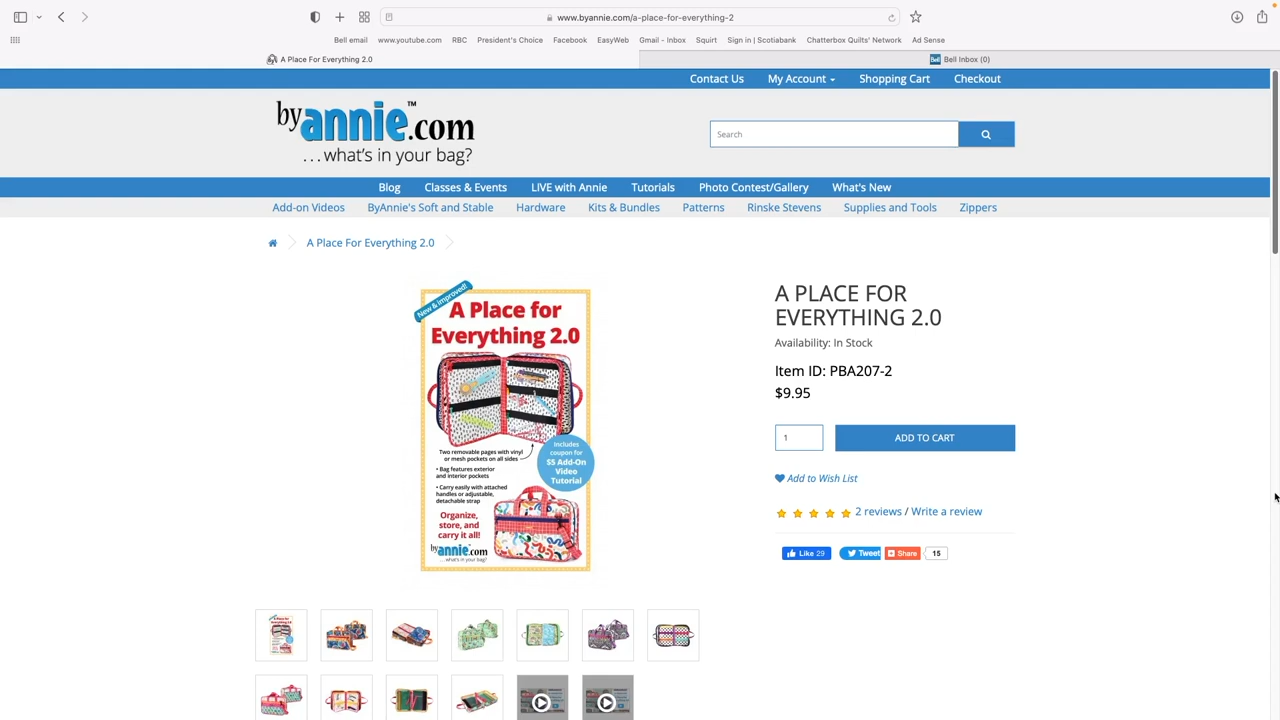 www.byannie.com/a-place-for-everything-2
Bell email www.youtube.com RBC President's Choice Facebook EasyWeb Gmail - Inbox Squirt Sign in | Scotiabank Chatterbox Quilts' Network Ad Sense
A Place For Everything 2.0
Bell Bell Inbox (0)
Contact Us My Account Shopping Cart Checkout
byannie.com™
...what's in your bag?
Search
Blog Classes & Events LIVE with Annie Tutorials Photo Contest/Gallery What's New
Add-on Videos ByAnnie's Soft and Stable Hardware Kits & Bundles Patterns Rinske Stevens Supplies and Tools Zippers
A Place For Everything 2.0
New & improved!
A Place for
Everything 2.0
Two removable pages with vinyl
or mesh pockets on all sides
• Bag features exterior
and interior pockets
• Carry easily with attached
handles or adjustable,
detachable strap
Includes
coupon for
$5 Add-On
Video
Tutorial
Organize,
store, and
carry it all!
byannie.com
...what's in your bag?
A PLACE FOR
EVERYTHING 2.0
Availability: In Stock
Item ID: PBA207-2
$9.95
1 ADD TO CART
Add to Wish List
2 reviews / Write a review
Like 29 Tweet Share 15